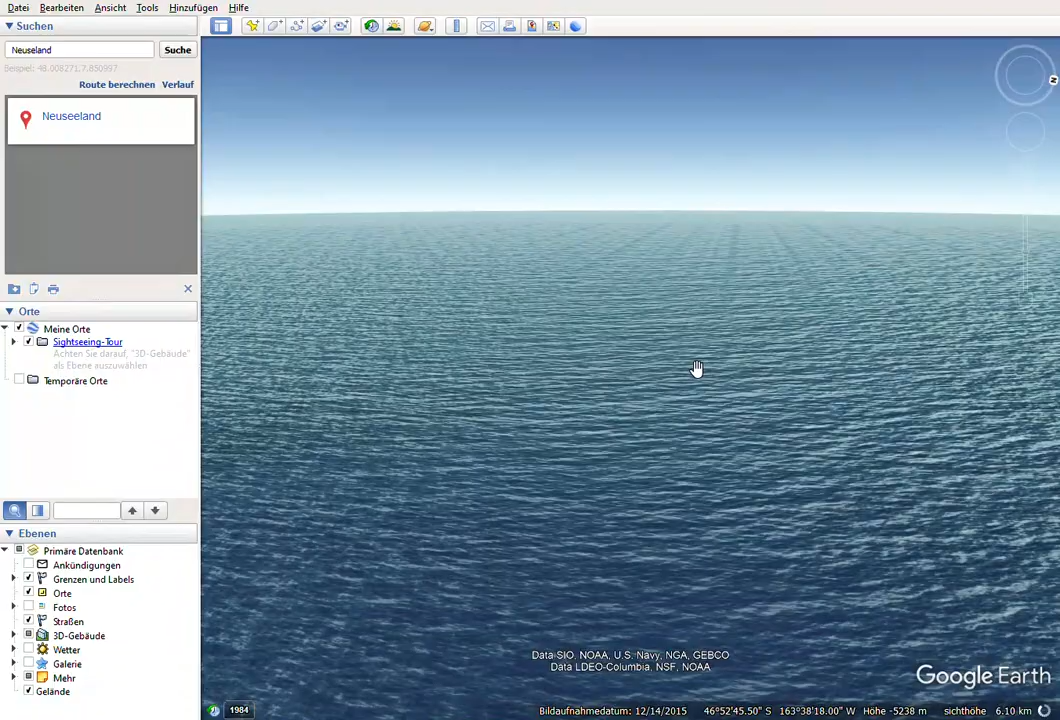 Datei Bearbeiten Ansicht Tools Hinzufügen Hilfe
Suchen
Neuseland
Suche
Beispiel: 48.008271,7.850997
Route berechnen Verlauf
Neuseeland
Orte
Meine Orte
Sightseeing-Tour
Achten Sie darauf, "3D-Gebäude"
als Ebene auszuwählen
Temporäre Orte
Ebenen
Primäre Datenbank
Ankündigungen
Grenzen und Labels
Orte
Fotos
Straßen
3D-Gebäude
Wetter
Galerie
Mehr
Gelände
N
Data SIO, NOAA, U.S. Navy, NGA, GEBCO
Data LDEO-Columbia, NSF, NOAA
Google Earth
1984
Bildaufnahmedatum: 12/14/2015 46°52'45.50" S 163°38'18.00" W Höhe -5238 m sichthöhe 6.10 km